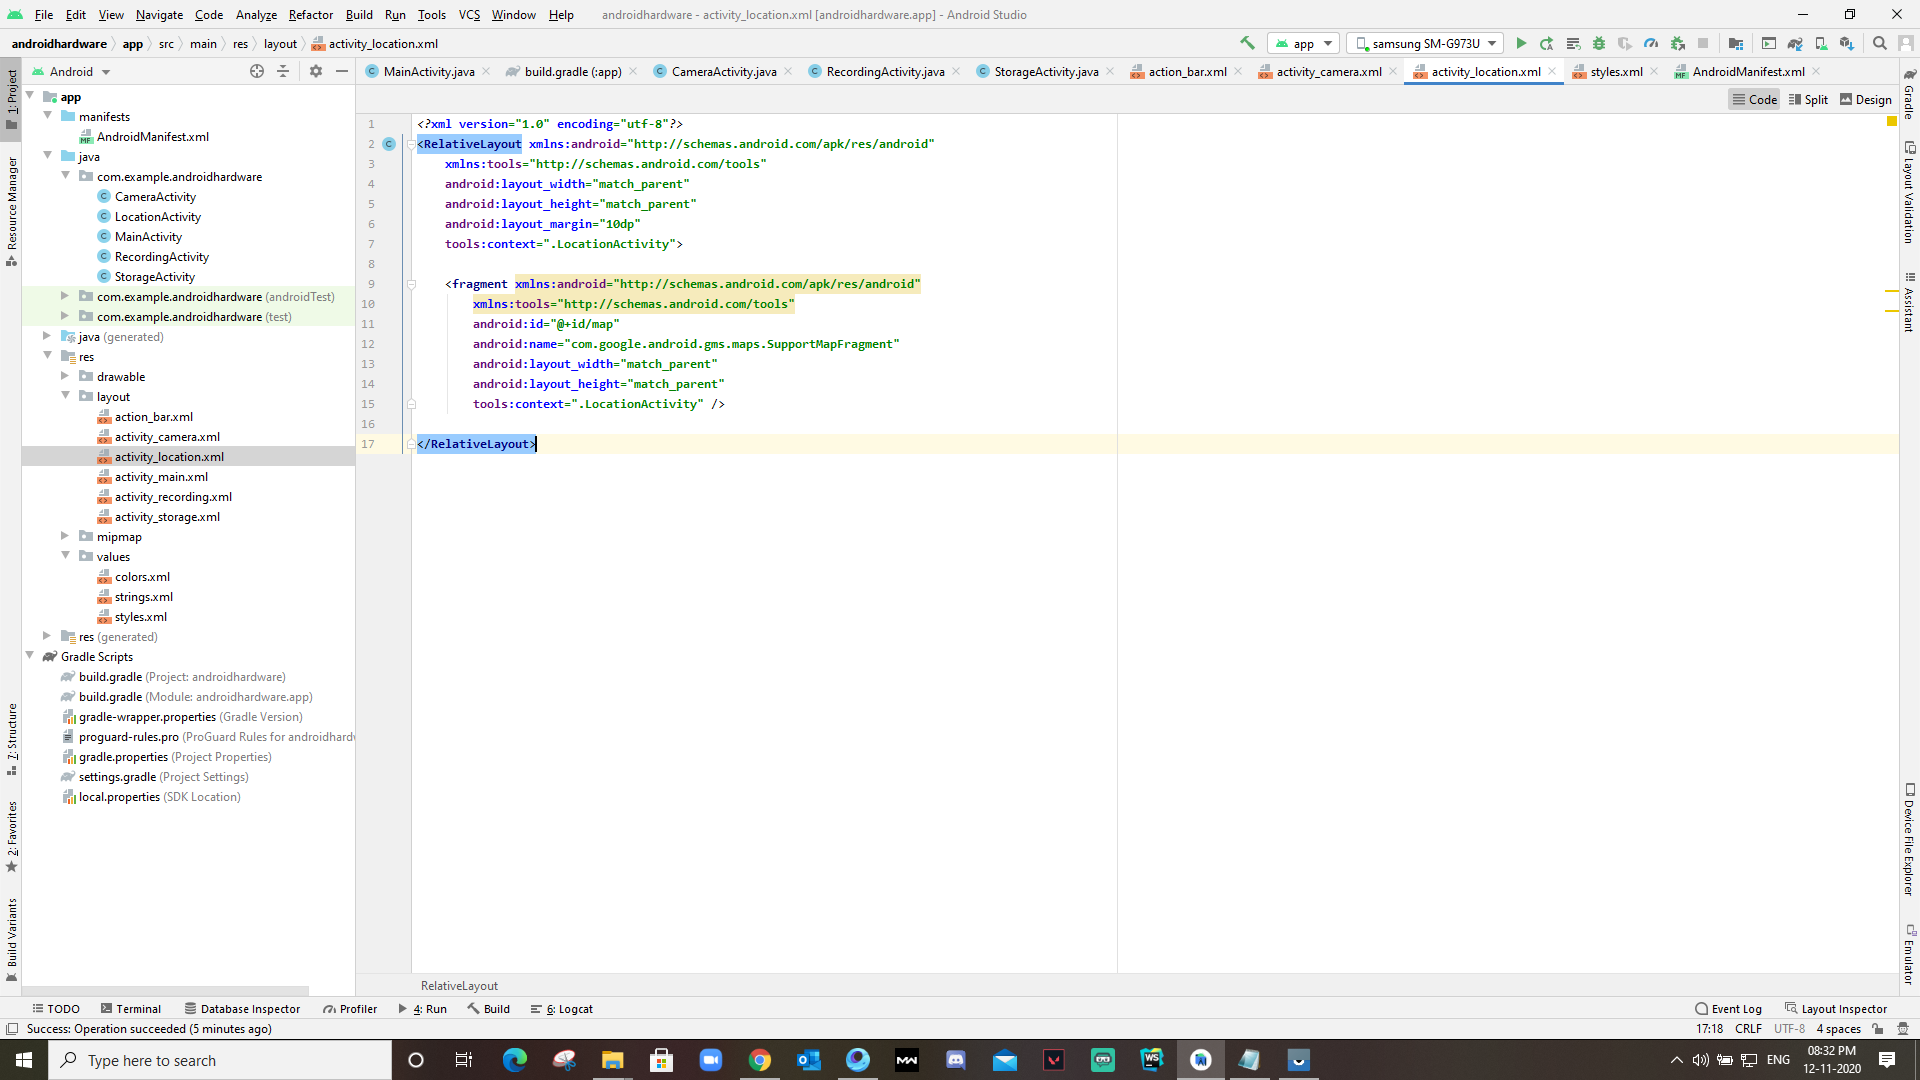 File Edit View Navigate Code Analyze Refactor Build Run Tools VCS Window Help androidhardware - activity_location.xml [androidhardware.app] - Android Studio
androidhardware app src main res layout activity_location.xml app samsung SM-G973U
Android MainActivity.java build.gradle (:app) CameraActivity.java RecordingActivity.java StorageActivity.java action_bar.xml activity_camera.xml activity_location.xml styles.xml AndroidManifest.xml
Code Split Design
1: Project
Resource Manager
7: Structure
2: Favorites
Build Variants
app
manifests
AndroidManifest.xml
java
com.example.androidhardware
CameraActivity
LocationActivity
MainActivity
RecordingActivity
StorageActivity
com.example.androidhardware (androidTest)
com.example.androidhardware (test)
java (generated)
res
drawable
layout
action_bar.xml
activity_camera.xml
activity_location.xml
activity_main.xml
activity_recording.xml
activity_storage.xml
mipmap
values
colors.xml
strings.xml
styles.xml
res (generated)
Gradle Scripts
build.gradle (Project: androidhardware)
build.gradle (Module: androidhardware.app)
gradle-wrapper.properties (Gradle Version)
proguard-rules.pro (ProGuard Rules for androidhardw
gradle.properties (Project Properties)
settings.gradle (Project Settings)
local.properties (SDK Location)
1 <?xml version="1.0" encoding="utf-8"?>
2 <RelativeLayout xmlns:android="http://schemas.android.com/apk/res/android"
3 xmlns:tools="http://schemas.android.com/tools"
4 android:layout_width="match_parent"
5 android:layout_height="match_parent"
6 android:layout_margin="10dp"
7 tools:context=".LocationActivity">
8
9 <fragment xmlns:android="http://schemas.android.com/apk/res/android"
10 xmlns:tools="http://schemas.android.com/tools"
11 android:id="@+id/map"
12 android:name="com.google.android.gms.maps.SupportMapFragment"
13 android:layout_width="match_parent"
14 android:layout_height="match_parent"
15 tools:context=".LocationActivity" />
16
17 </RelativeLayout>
Gradle
Layout Validation
Assistant
Device File Explorer
Emulator
RelativeLayout
TODO Terminal Database Inspector Profiler 4: Run Build 6: Logcat Event Log Layout Inspector
Success: Operation succeeded (5 minutes ago) 17:18 CRLF UTF-8 4 spaces
Type here to search ENG 08:32 PM
12-11-2020